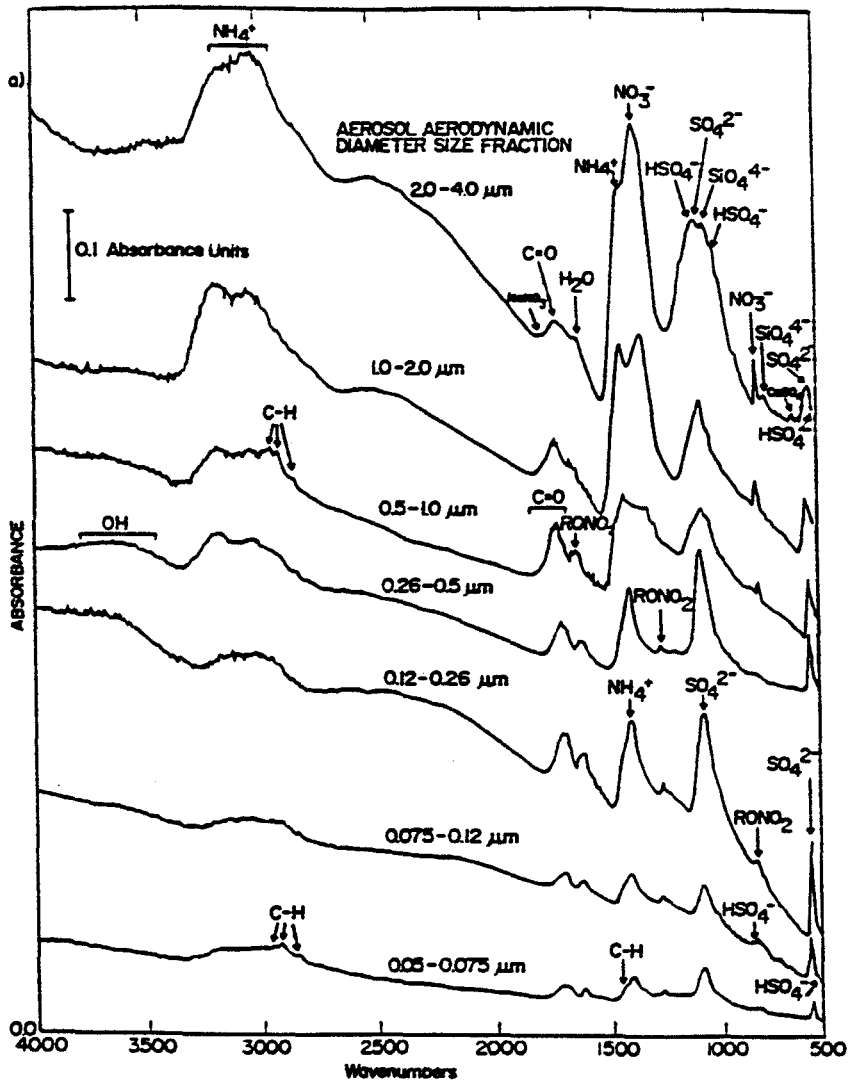 a)
NH₄⁺
AEROSOL AERODYNAMIC
DIAMETER SIZE FRACTION
2.0-4.0 µm
0.1 Absorbance Units
NO₃⁻
NH₄⁺
HSO₄⁻
SO₄²⁻
SiO₄⁴⁻
HSO₄⁻
C=O
H₂O
NO₃⁻
SiO₄⁴⁻
SO₄²⁻
HSO₄⁻
1.0-2.0 µm
C-H
0.5-1.0 µm
C=O
RONO₂
OH
0.26-0.5 µm
RONO₂
0.12-0.26 µm
NH₄⁺
SO₄²⁻
SO₄²⁻
RONO₂
0.075-0.12 µm
HSO₄⁻
C-H
0.05-0.075 µm
C-H
HSO₄⁻
ABSORBANCE
0.0
4000 3500 3000 2500 2000 1500 1000 500
Wavenumbers